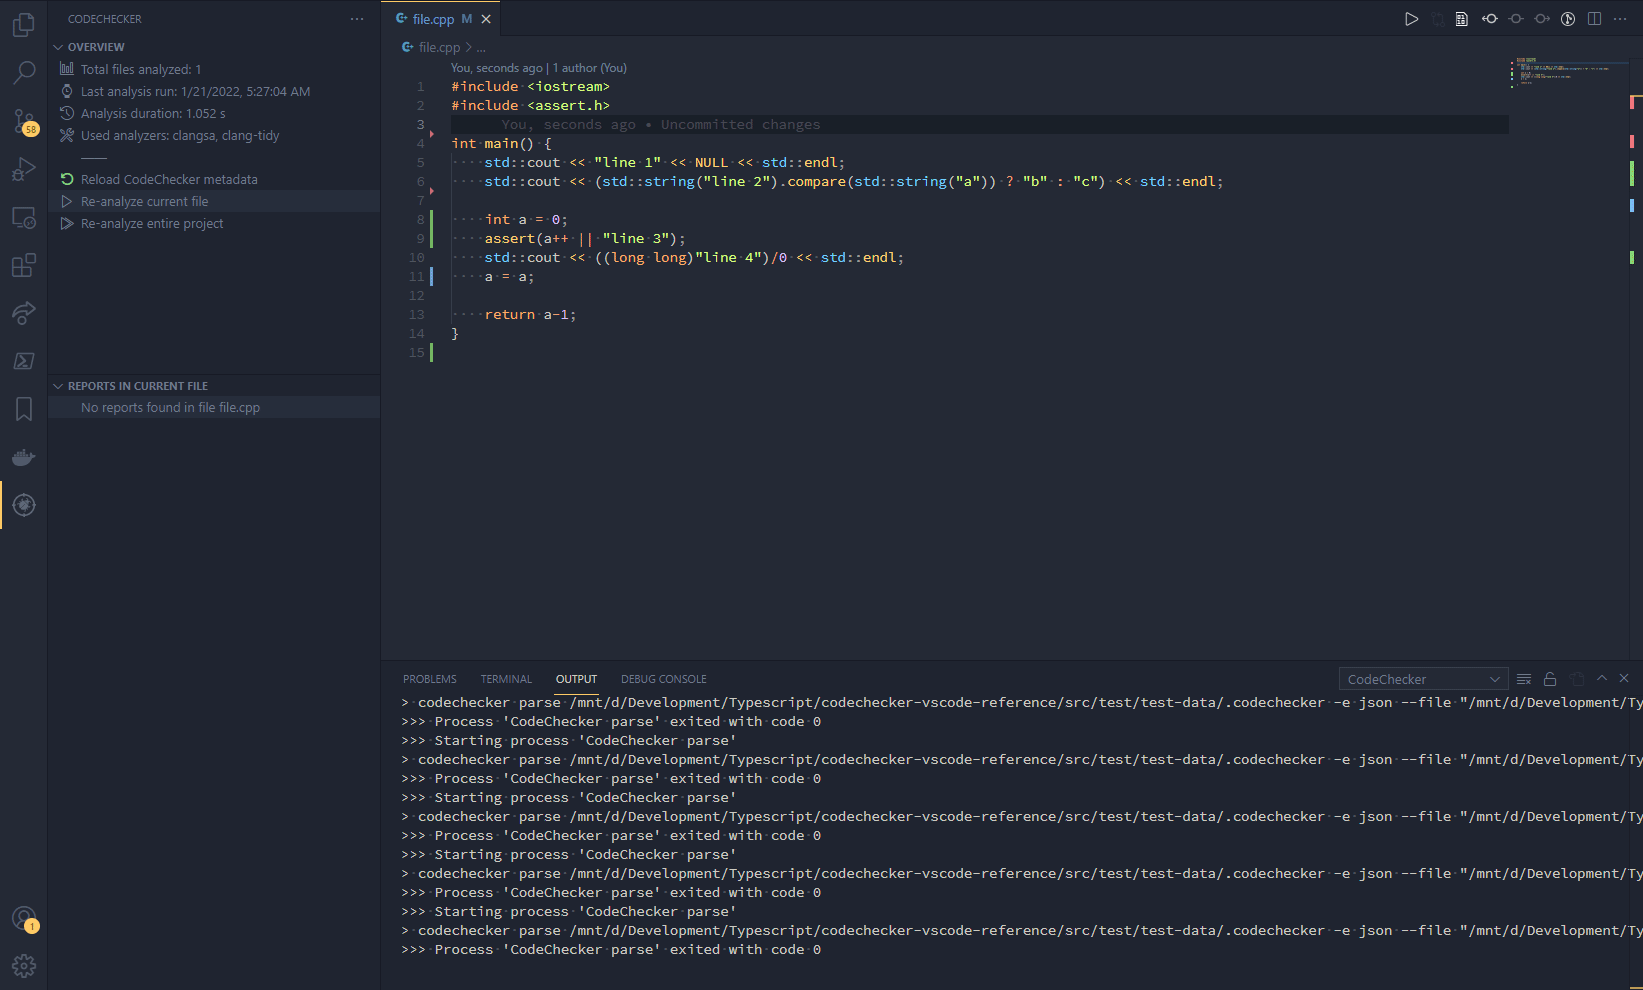 CODECHECKER
OVERVIEW
Total files analyzed: 1
Last analysis run: 1/21/2022, 5:27:04 AM
Analysis duration: 1.052 s
Used analyzers: clangsa, clang-tidy
Reload CodeChecker metadata
Re-analyze current file
Re-analyze entire project
REPORTS IN CURRENT FILE
No reports found in file file.cpp
58
1
file.cpp M
file.cpp > ...
You, seconds ago | 1 author (You)
1 #include <iostream>
2 #include <assert.h>
3 You, seconds ago • Uncommitted changes
4 int main() {
5 ····std::cout << "line 1" << NULL << std::endl;
6 ····std::cout << (std::string("line 2").compare(std::string("a")) ? "b" : "c") << std::endl;
7
8 ····int a = 0;
9 ····assert(a++ || "line 3");
10 ····std::cout << ((long long)"line 4")/0 << std::endl;
11 ····a = a;
12
13 ····return a-1;
14 }
15
PROBLEMS TERMINAL OUTPUT DEBUG CONSOLE CodeChecker
> codechecker parse /mnt/d/Development/Typescript/codechecker-vscode-reference/src/test/test-data/.codechecker -e json --file "/mnt/d/Development/Ty
>>> Process 'CodeChecker parse' exited with code 0
>>> Starting process 'CodeChecker parse'
> codechecker parse /mnt/d/Development/Typescript/codechecker-vscode-reference/src/test/test-data/.codechecker -e json --file "/mnt/d/Development/Ty
>>> Process 'CodeChecker parse' exited with code 0
>>> Starting process 'CodeChecker parse'
> codechecker parse /mnt/d/Development/Typescript/codechecker-vscode-reference/src/test/test-data/.codechecker -e json --file "/mnt/d/Development/Ty
>>> Process 'CodeChecker parse' exited with code 0
>>> Starting process 'CodeChecker parse'
> codechecker parse /mnt/d/Development/Typescript/codechecker-vscode-reference/src/test/test-data/.codechecker -e json --file "/mnt/d/Development/Ty
>>> Process 'CodeChecker parse' exited with code 0
>>> Starting process 'CodeChecker parse'
> codechecker parse /mnt/d/Development/Typescript/codechecker-vscode-reference/src/test/test-data/.codechecker -e json --file "/mnt/d/Development/Ty
>>> Process 'CodeChecker parse' exited with code 0